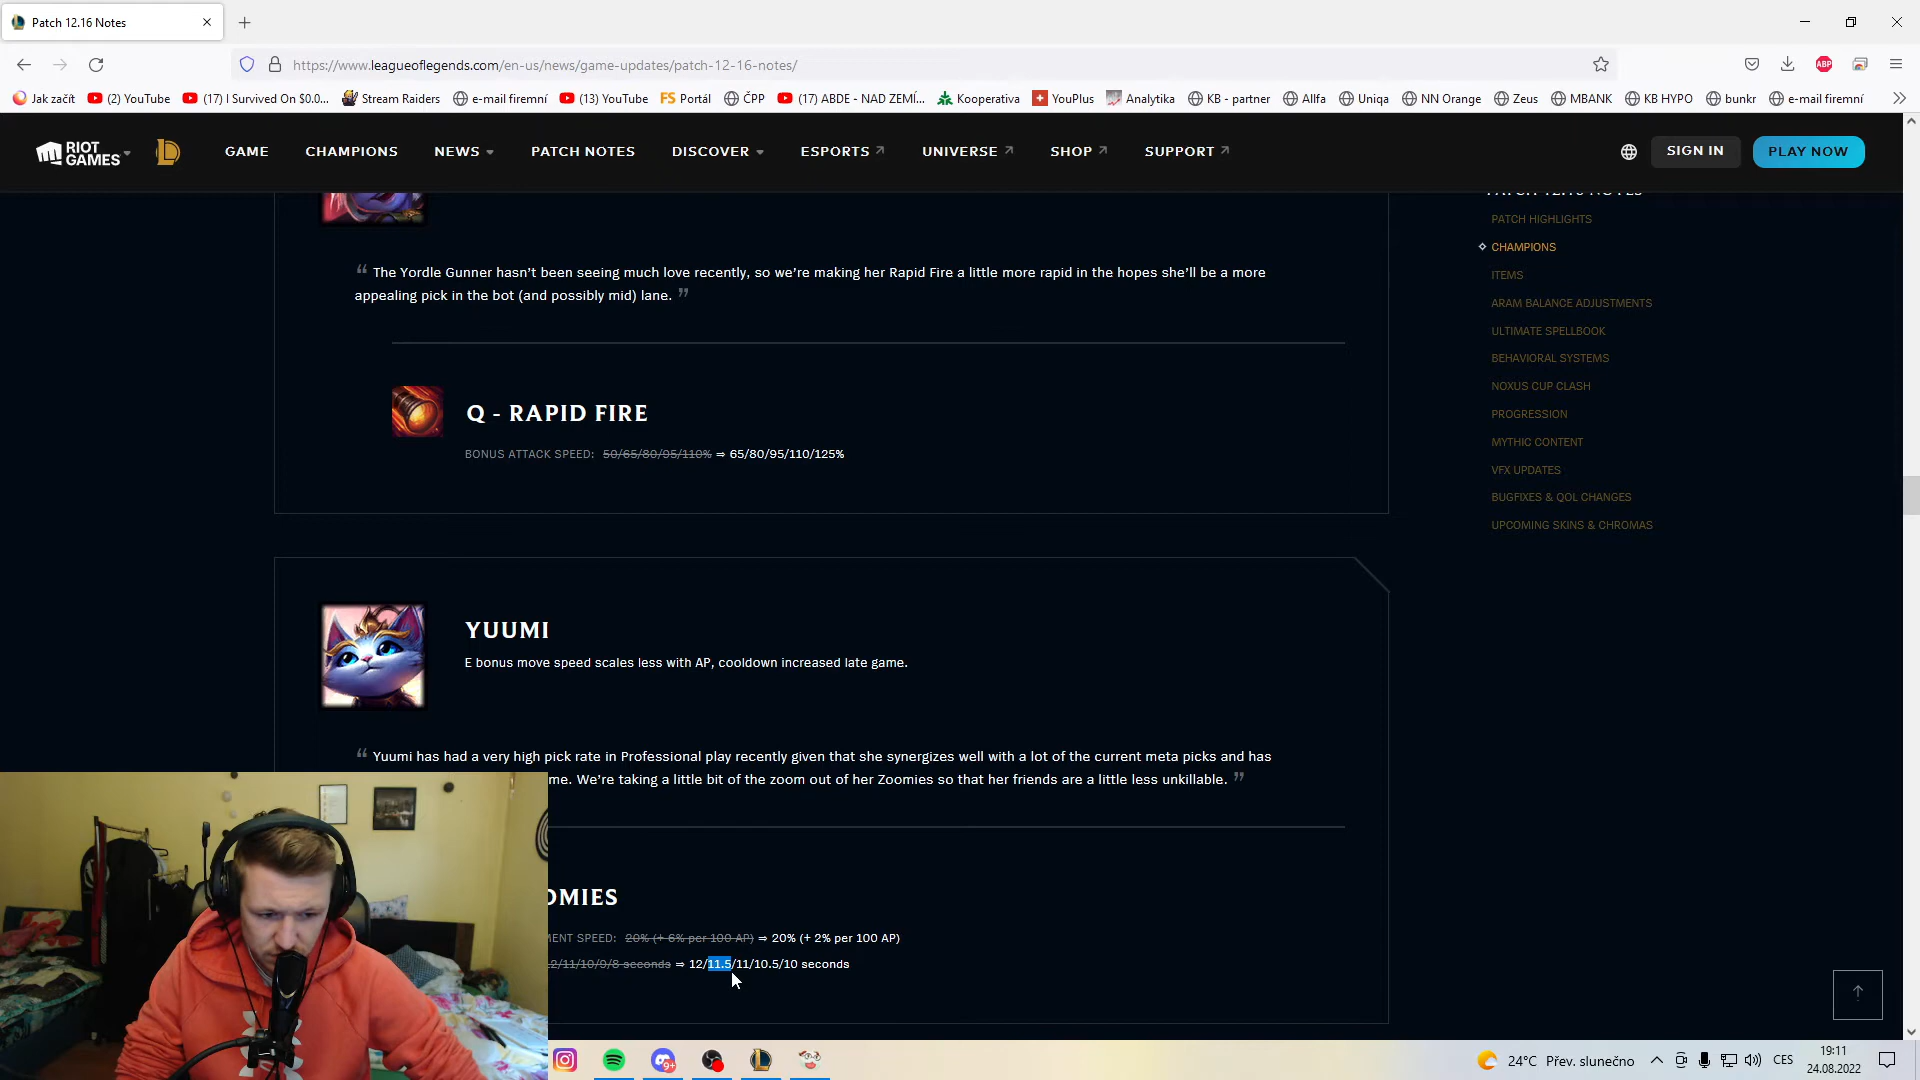 Patch 12.16 Notes
https://www.leagueoflegends.com/en-us/news/game-updates/patch-12-16-notes/
ABP
Jak začít
(2) YouTube
(17) I Survived On $0.0...
Stream Raiders
e-mail firemní
(13) YouTube
FS Portál
ČPP
(17) ABDE - NAD ZEMÍ,...
Kooperativa
YouPlus
Analytika
KB - partner
Allfa
Uniqa
NN Orange
Zeus
MBANK
KB HYPO
bunkr
e-mail firemní
RIOT GAMES
GAME
CHAMPIONS
NEWS
PATCH NOTES
DISCOVER
ESPORTS
UNIVERSE
SHOP
SUPPORT
SIGN IN
PLAY NOW
PATCH 12.16 NOTES
PATCH HIGHLIGHTS
CHAMPIONS
ITEMS
ARAM BALANCE ADJUSTMENTS
ULTIMATE SPELLBOOK
BEHAVIORAL SYSTEMS
NOXUS CUP CLASH
PROGRESSION
MYTHIC CONTENT
VFX UPDATES
BUGFIXES & QOL CHANGES
UPCOMING SKINS & CHROMAS
“ The Yordle Gunner hasn’t been seeing much love recently, so we’re making her Rapid Fire a little more rapid in the hopes she’ll be a more
appealing pick in the bot (and possibly mid) lane. ”
Q - RAPID FIRE
BONUS ATTACK SPEED: 50/65/80/95/110% ⇒ 65/80/95/110/125%
YUUMI
E bonus move speed scales less with AP, cooldown increased late game.
“ Yuumi has had a very high pick rate in Professional play recently given that she synergizes well with a lot of the current meta picks and has
me. We’re taking a little bit of the zoom out of her Zoomies so that her friends are a little less unkillable. ”
OMIES
MENT SPEED: 20% (+ 6% per 100 AP) ⇒ 20% (+ 2% per 100 AP)
12/11/10/9/8 seconds ⇒ 12/11.5/11/10.5/10 seconds
9+
24°C Přev. slunečno
CES
19:11
24.08.2022